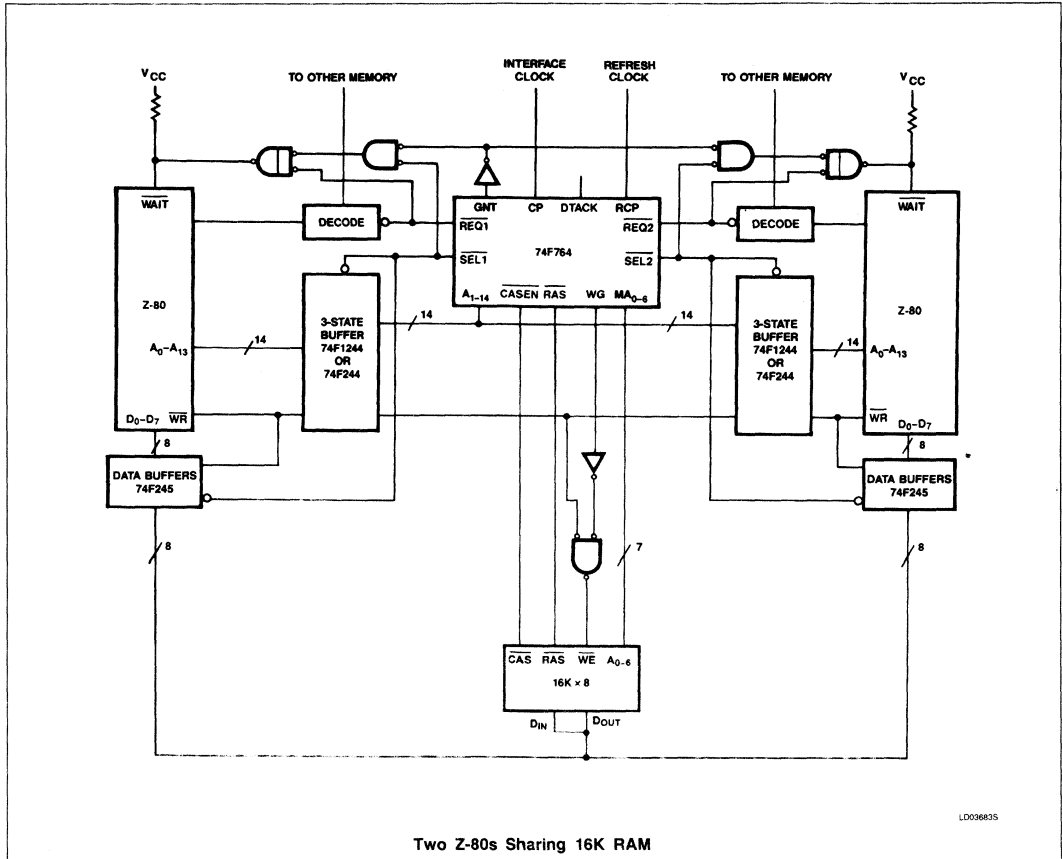 INTERFACE CLOCK
REFRESH CLOCK
V CC
TO OTHER MEMORY
TO OTHER MEMORY
V CC
WAIT
DECODE
GNT
CP
DTACK
RCP
REQ1
REQ2
74F764
SEL1
SEL2
A1–14
CASEN
RAS
WG
MA0–6
DECODE
WAIT
Z-80
A0–A13
14
3-STATE
BUFFER
74F1244
OR
74F244
14
14
3-STATE
BUFFER
74F1244
OR
74F244
14
Z-80
A0–A13
D0–D7
WR
8
DATA BUFFERS
74F245
8
WR
D0–D7
8
DATA BUFFERS
74F245
8
7
CAS
RAS
WE
A0–6
16K × 8
DIN
DOUT
LD03683S
Two Z-80s Sharing 16K RAM